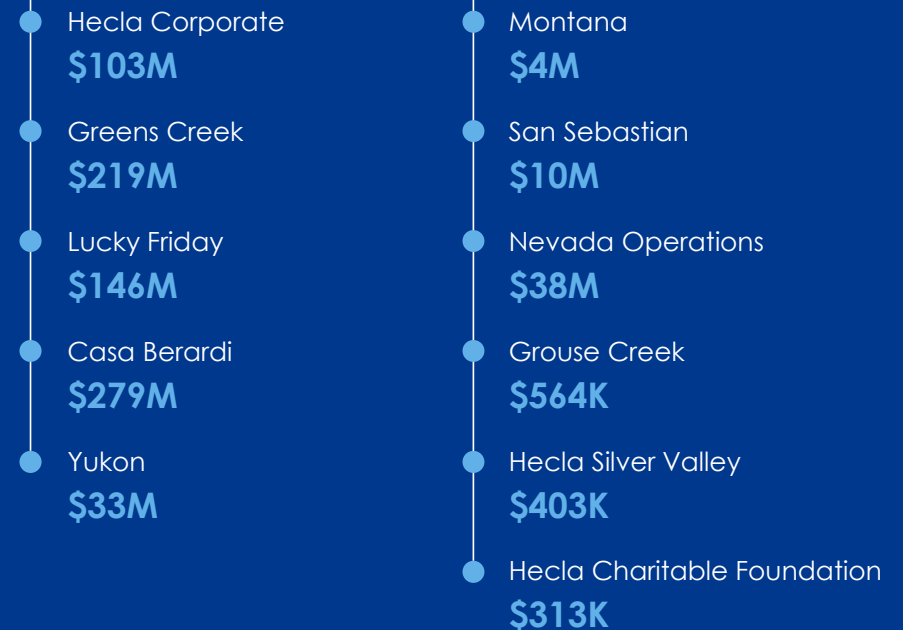 Hecla Corporate
$103M
Greens Creek
$219M
Lucky Friday
$146M
Casa Berardi
$279M
Yukon
$33M
Montana
$4M
San Sebastian
$10M
Nevada Operations
$38M
Grouse Creek
$564K
Hecla Silver Valley
$403K
Hecla Charitable Foundation
$313K